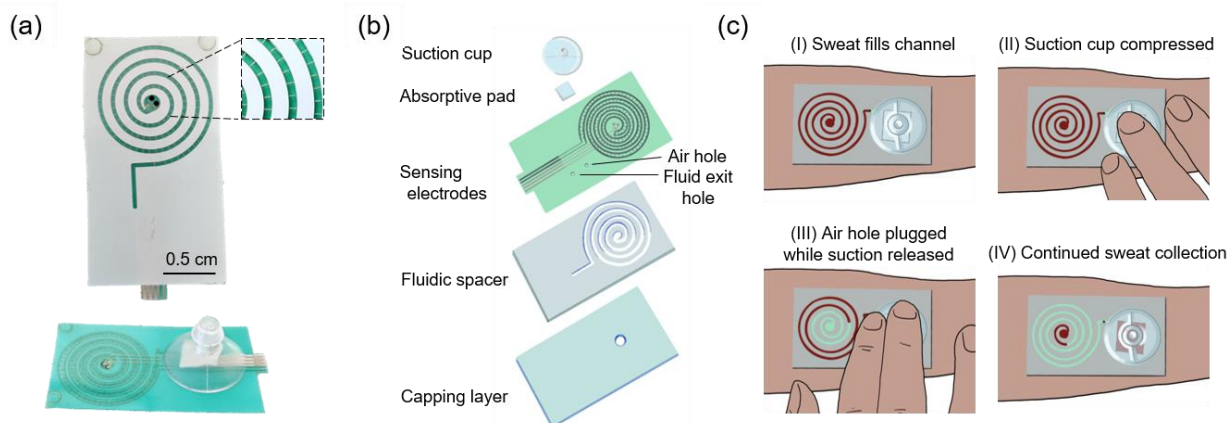 (a)
0.5 cm
(b)
Suction cup
Absorptive pad
Sensing
electrodes
Air hole
Fluid exit
hole
Fluidic spacer
Capping layer
(c)
(I) Sweat fills channel
(II) Suction cup compressed
(III) Air hole plugged
while suction released
(IV) Continued sweat collection